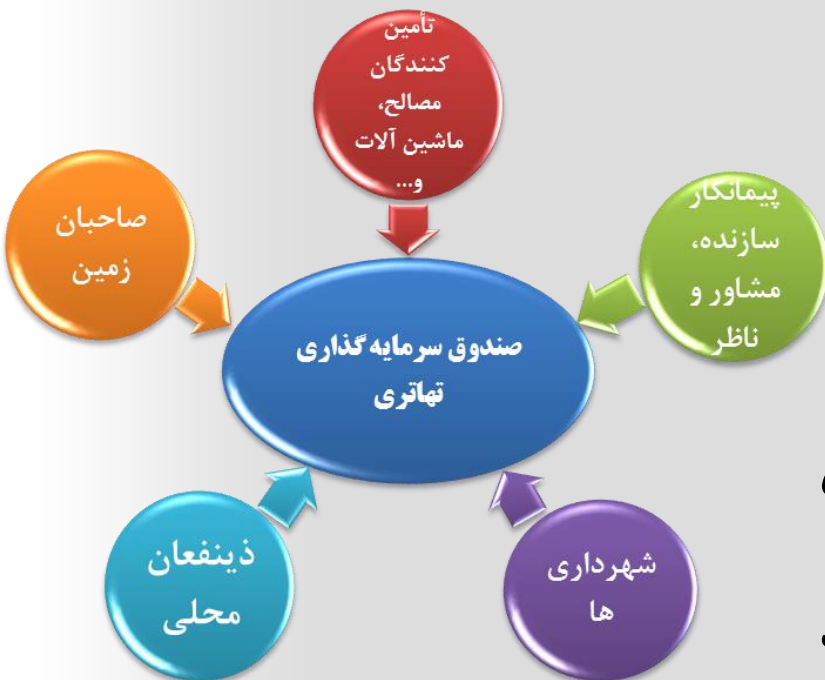 تأمین
کنندگان
مصالح،
ماشین آلات
و...
پیمانکار
سازنده،
مشاور و
ناظر
صاحبان
زمین
صندوق سرمایه گذاری
تهاتری
ذینفعان
محلی
شهرداری
ها